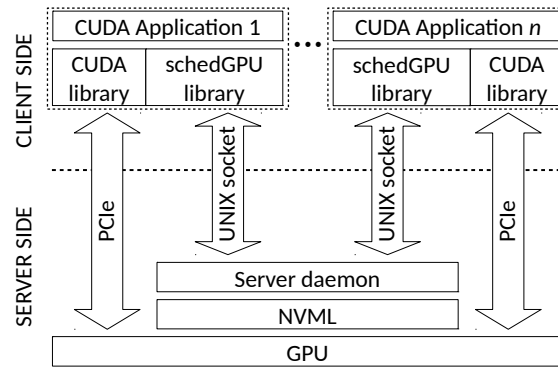 CLIENT SIDE
CUDA Application 1
...
CUDA Application n
CUDA
library
schedGPU
library
schedGPU
library
CUDA
library
SERVER SIDE
PCIe
UNIX socket
UNIX socket
PCIe
Server daemon
NVML
GPU